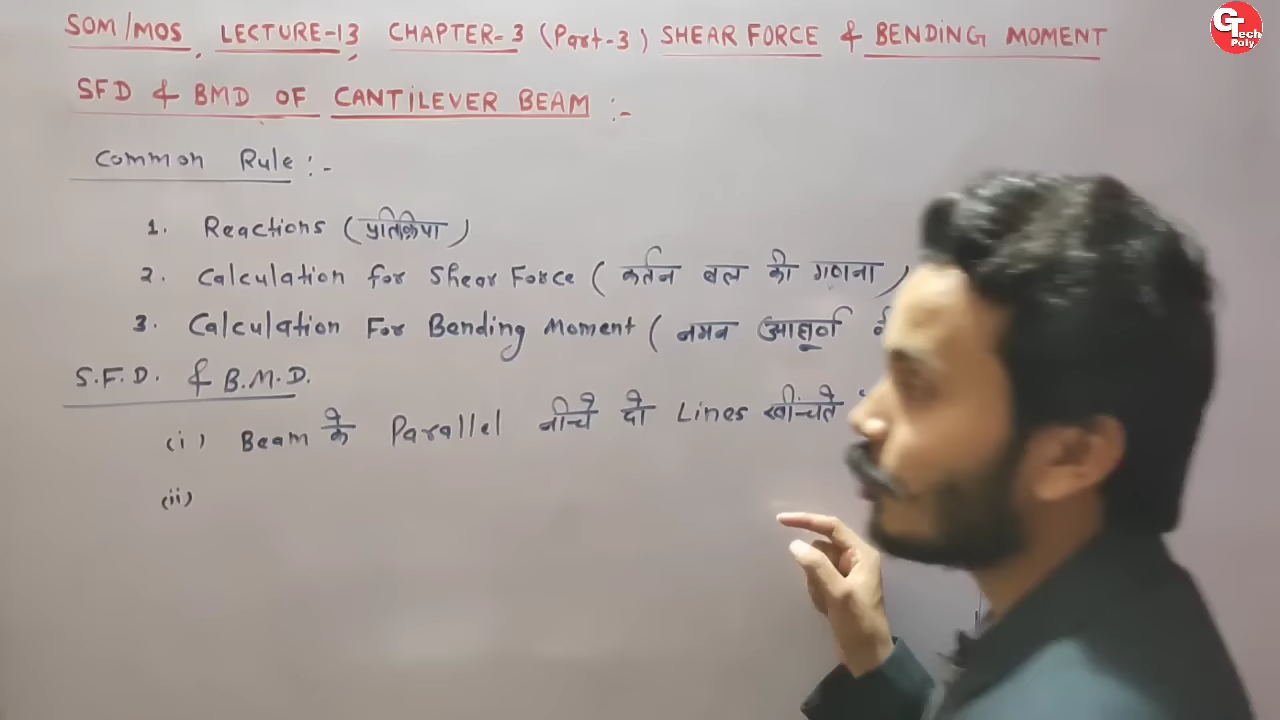 SOM/MOS, LECTURE-13, CHAPTER-3 (Part-3) SHEAR FORCE & BENDING MOMENT
GTech Poly
SFD & BMD OF CANTILEVER BEAM :-
Common Rule :-
1. Reactions (प्रतिक्रिया)
2. Calculation for Shear Force ( कर्तन बल की गणना )
3. Calculation For Bending Moment ( नमन आघूर्ण
S.F.D. & B.M.D.
(i) Beam के Parallel नीचे दो Lines खींचते
(ii)